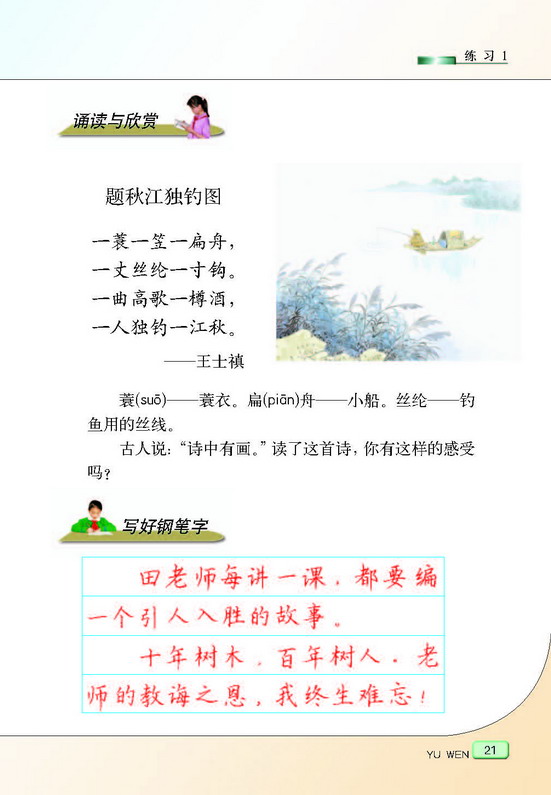 练习1
诵读与欣赏
题秋江独钓图
一蓑一笠一扁舟，
一丈丝纶一寸钩。
一曲高歌一樽酒，
一人独钓一江秋。
——王士禛
蓑(suō)——蓑衣。扁(piān)舟——小船。丝纶——钓
鱼用的丝线。
古人说：“诗中有画。”读了这首诗，你有这样的感受
吗？
写好钢笔字
田老师每讲一课，都要编
一个引人入胜的故事。
十年树木，百年树人。老
师的教诲之恩，我终生难忘！
YU WEN 21